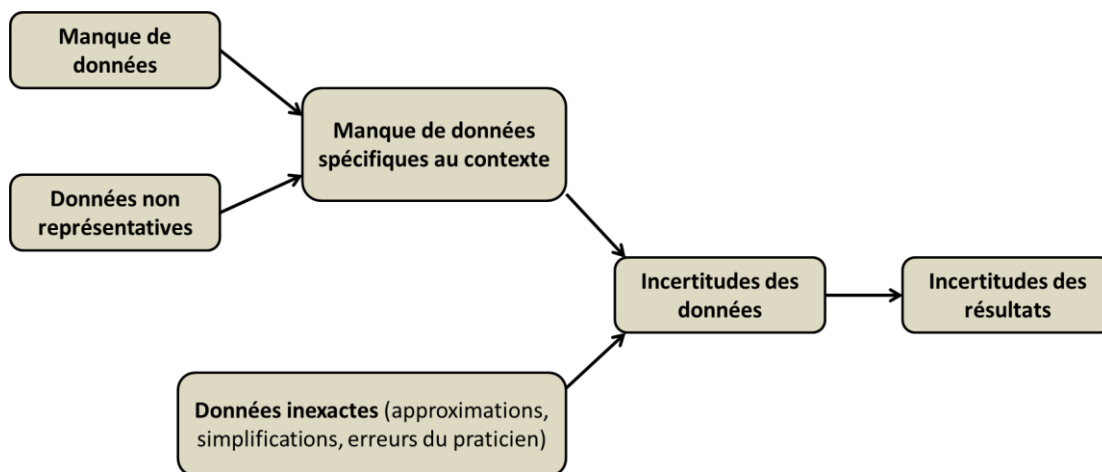 Manque de
données
Manque de données
spécifiques au contexte
Données non
représentatives
Incertitudes des
données
Incertitudes des
résultats
Données inexactes (approximations,
simplifications, erreurs du praticien)